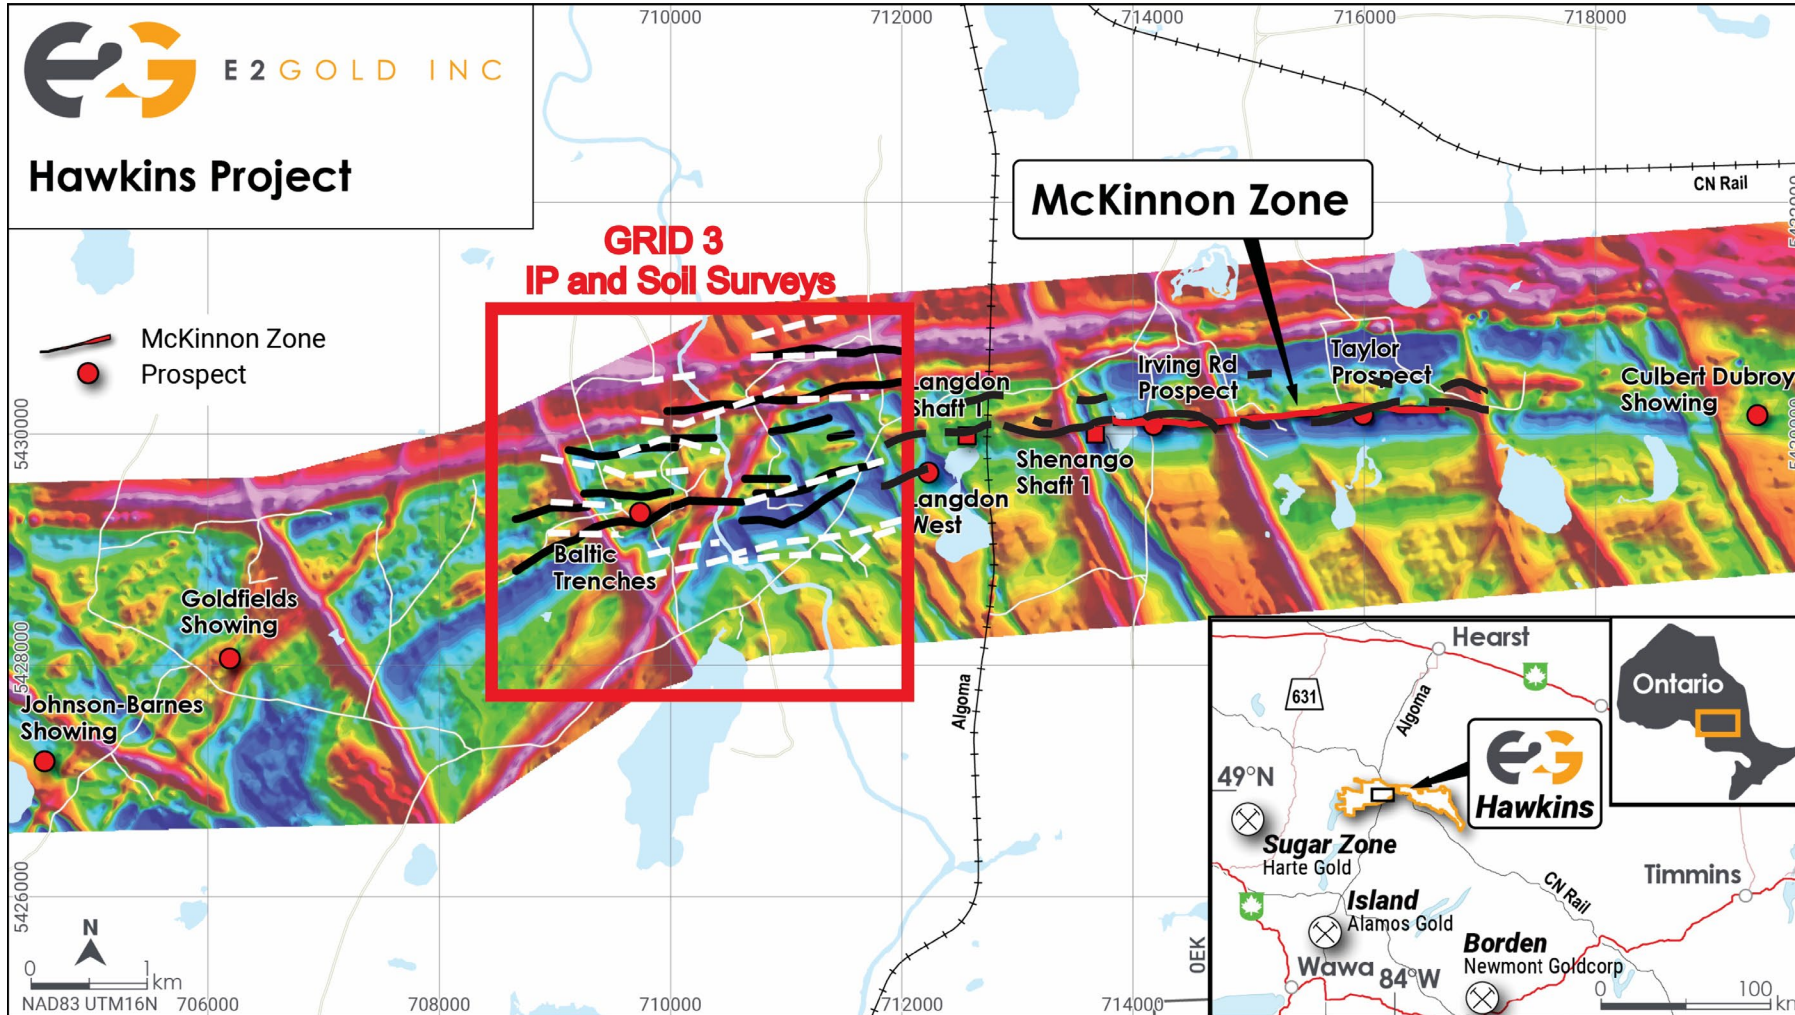 710000
712000
714000
716000
718000
E2G
E2GOLD INC
Hawkins Project
CN Rail
McKinnon Zone
GRID 3
IP and Soil Surveys
McKinnon Zone
Prospect
Langdon
Shaft 1
Irving Rd
Prospect
Taylor
Prospect
Culbert Dubroy
Showing
5430000
Shenango
Shaft 1
Langdon
West
Baltic
Trenches
Goldfields
Showing
5428000
Johnson-Barnes
Showing
Algoma
5426000
N
0 1
km
NAD83 UTM16N
706000
708000
710000
712000
714000
Hearst
631
Algoma
Ontario
49°N
E2G
Hawkins
Sugar Zone
Harte Gold
CN Rail
Timmins
Island
Alamos Gold
Borden
Newmont Goldcorp
Wawa
84°W
0 100